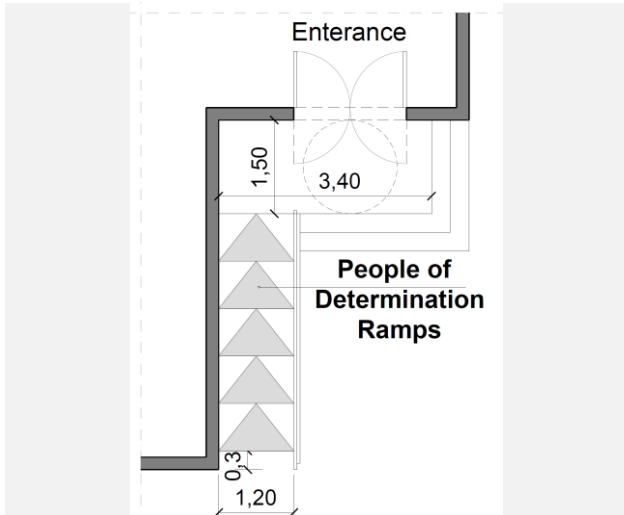 Enterance
1,50
3,40
People of
Determination
Ramps
0,3
1,20